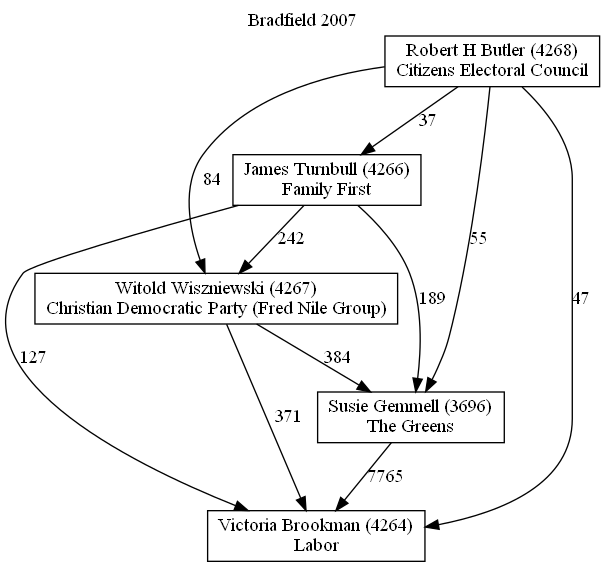 Bradfield 2007
Robert H Butler (4268)
Citizens Electoral Council
37
James Turnbull (4266)
Family First
84
55
47
242
189
Witold Wiszniewski (4267)
Christian Democratic Party (Fred Nile Group)
127
384
371
Susie Gemmell (3696)
The Greens
7765
Victoria Brookman (4264)
Labor